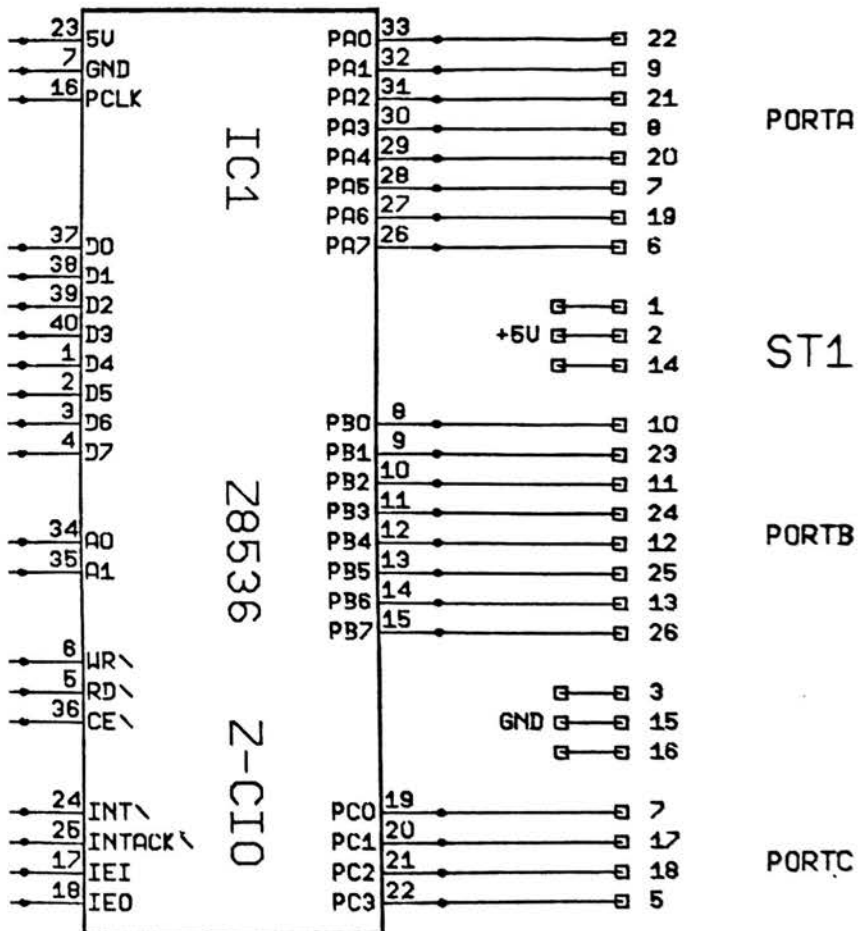 23 5V PA0 33 22
7 GND PA1 32 9
16 PCLK PA2 31 21
PA3 30 8
PORTA
PA4 29 20
PA5 28 7
PA6 27 19
37 D0 PA7 26 6
38 D1
39 D2 1
40 D3 +5V 2
1 D4 14
ST1
2 D5
3 D6 PB0 8 10
4 D7 PB1 9 23
PB2 10 11
PB3 11 24
34 A0 PB4 12 12
PORTB
35 A1 PB5 13 25
PB6 14 13
PB7 15 26
6 WR\
5 RD\ 3
36 CE\ GND 15
16
24 INT\ PC0 19 7
25 INTACK\ PC1 20 17
17 IEI PC2 21 18
PORTC
18 IEO PC3 22 5
IC1
Z8536
Z-CIO